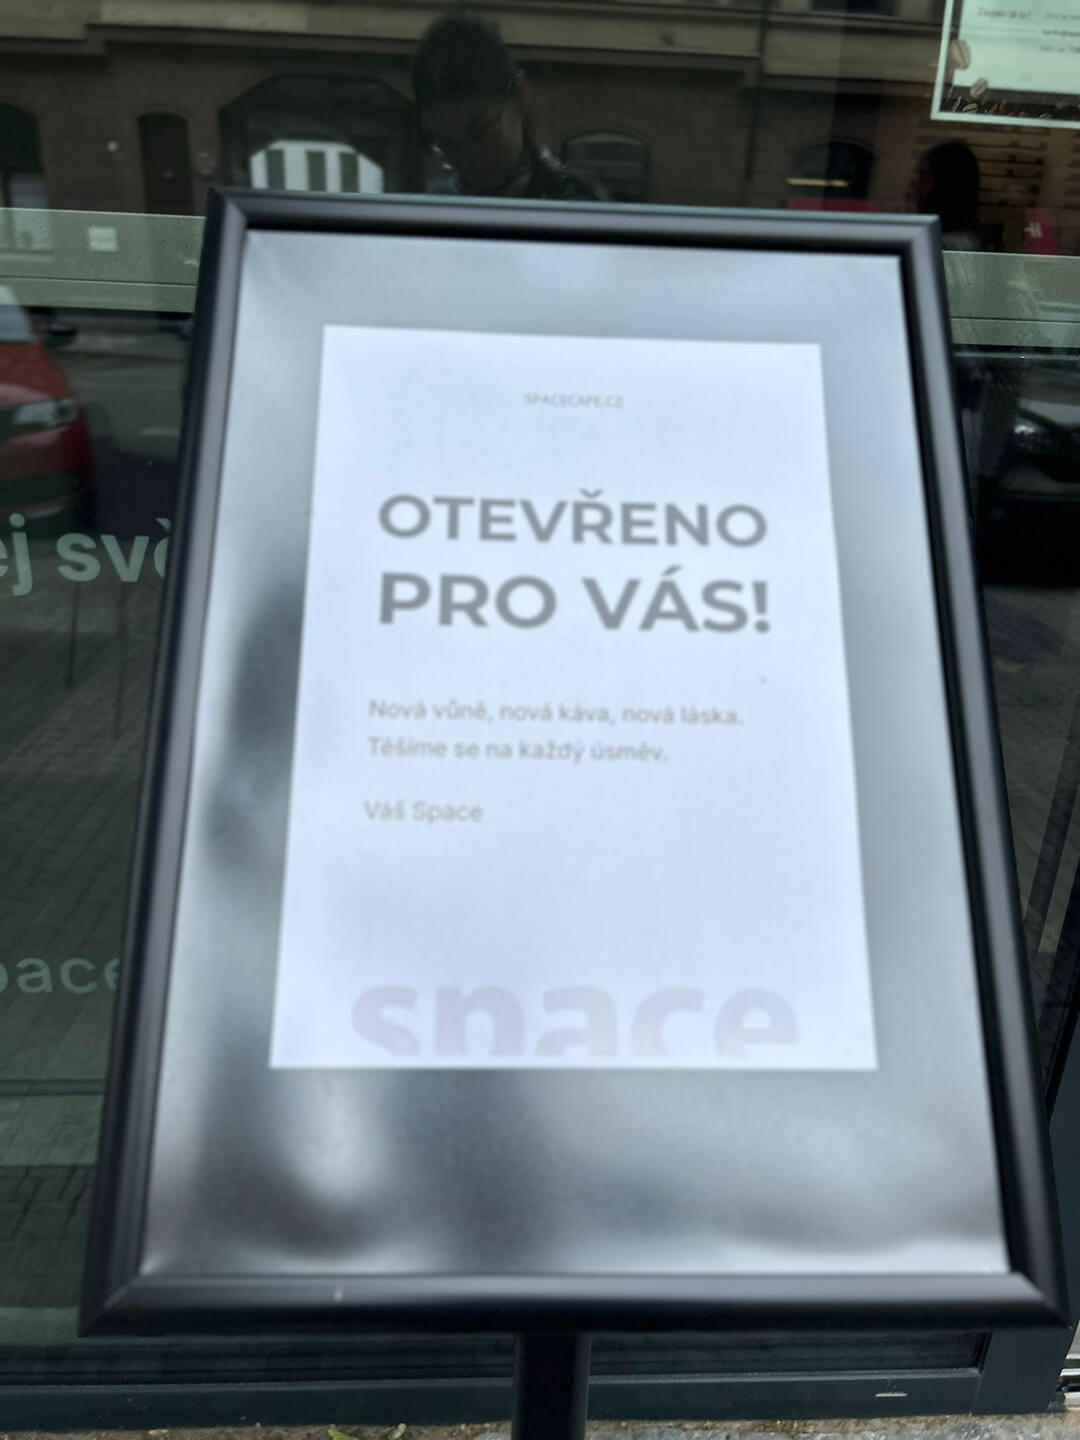 SPACECAFE.CZ
OTEVŘENO
PRO VÁS!
Nová vůně, nová káva, nová láska.
Těšíme se na každý úsměv.
Váš Space
space